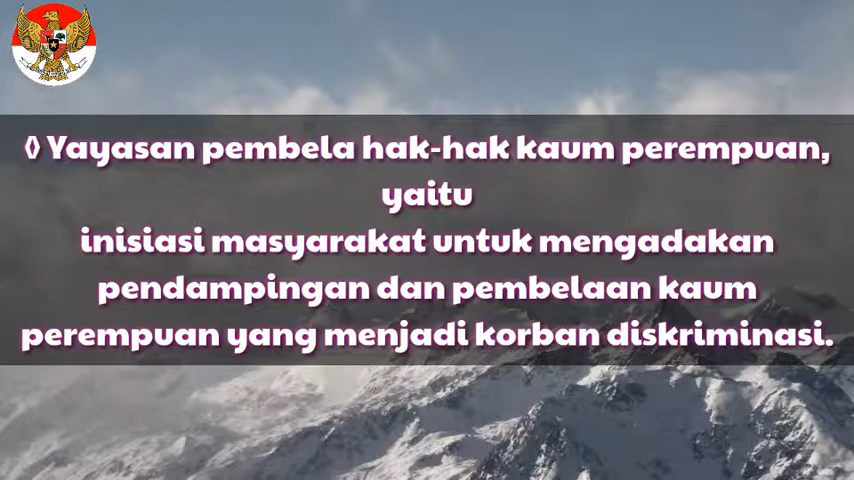 ◊ Yayasan pembela hak-hak kaum perempuan,
yaitu
inisiasi masyarakat untuk mengadakan
pendampingan dan pembelaan kaum
perempuan yang menjadi korban diskriminasi.